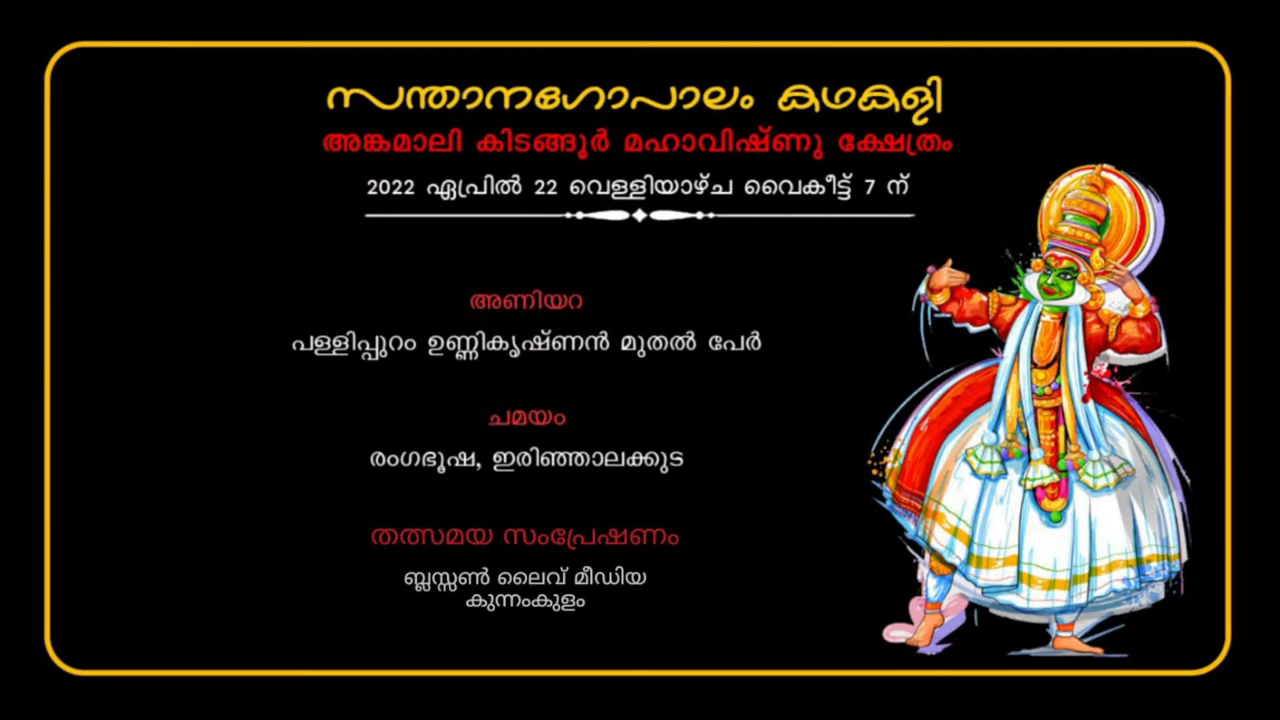 സന്താനഗോപാലം കഥകളി
അങ്കമാലി കിടങ്ങൂർ മഹാവിഷ്ണു ക്ഷേത്രം
2022 ഏപ്രിൽ 22 വെള്ളിയാഴ്ച വൈകീട്ട് 7 ന്
അണിയറ
പള്ളിപ്പുറം ഉണ്ണികൃഷ്ണൻ മുതൽ പേർ
ചമയം
രംഗഭൂഷ, ഇരിഞ്ഞാലക്കുട
തത്സമയ സംപ്രേഷണം
ബ്ലസ്സൺ ലൈവ് മീഡിയ
കുന്നംകുളം